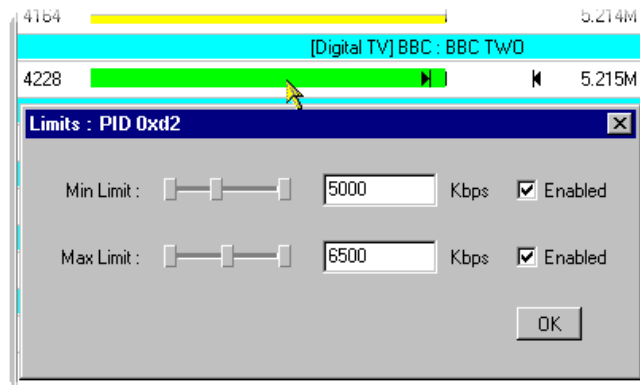 4164 5.214M
[Digital TV] BBC : BBC TWO
4228 5.215M
Limits : PID 0xd2
Min Limit : 5000 Kbps Enabled
Max Limit : 6500 Kbps Enabled
OK